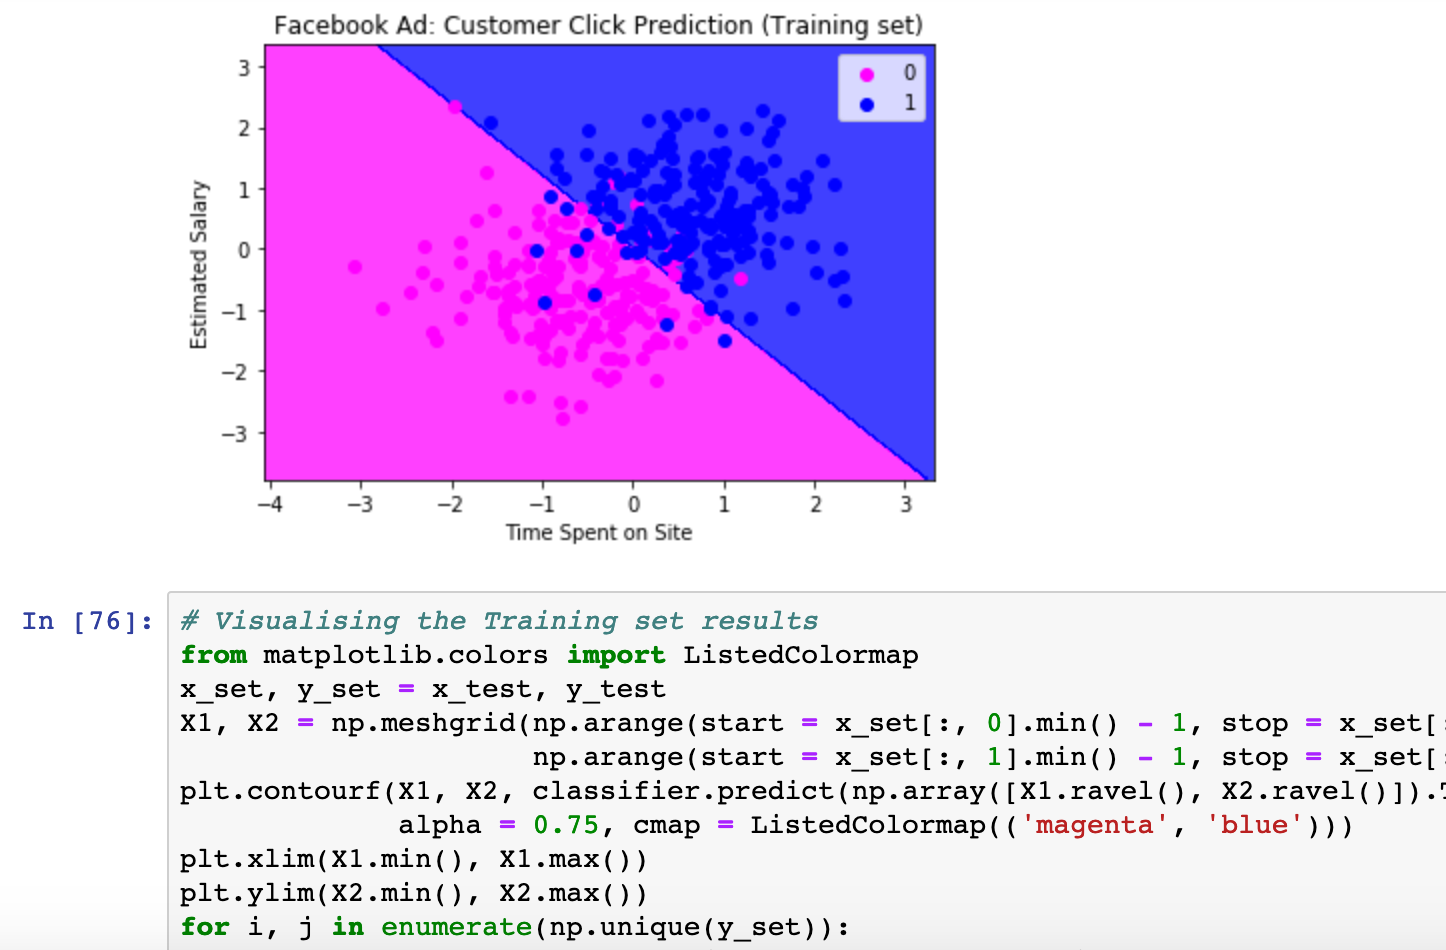 Facebook Ad: Customer Click Prediction (Training set)
0
1
3
2
1
0
−1
−2
−3
Estimated Salary
−4 −3 −2 −1 0 1 2 3
Time Spent on Site
In [76]: # Visualising the Training set results
from matplotlib.colors import ListedColormap
x_set, y_set = x_test, y_test
X1, X2 = np.meshgrid(np.arange(start = x_set[:, 0].min() - 1, stop = x_set[:
np.arange(start = x_set[:, 1].min() - 1, stop = x_set[:
plt.contourf(X1, X2, classifier.predict(np.array([X1.ravel(), X2.ravel()]).T
alpha = 0.75, cmap = ListedColormap(('magenta', 'blue')))
plt.xlim(X1.min(), X1.max())
plt.ylim(X2.min(), X2.max())
for i, j in enumerate(np.unique(y_set)):